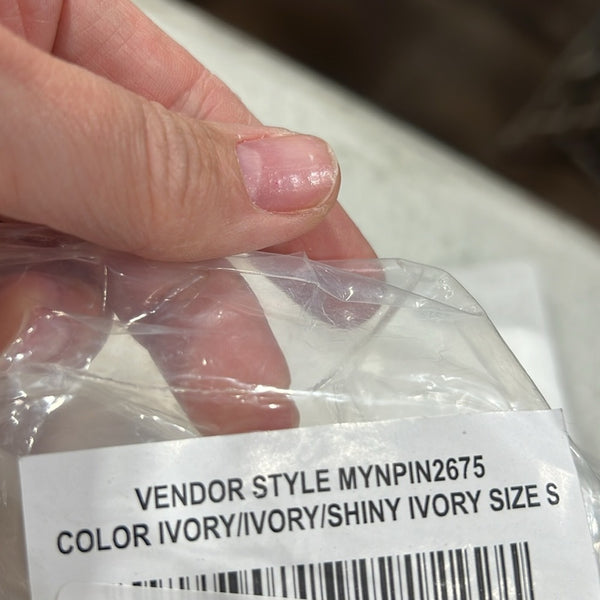 VENDOR STYLE MYNPIN2675
COLOR IVORY/IVORY/SHINY IVORY SIZE S